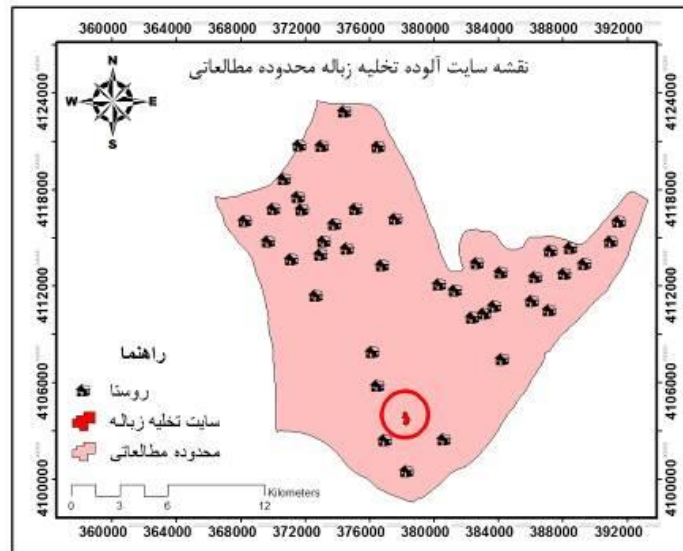 360000 364000 368000 372000 376000 380000 384000 388000 392000
نقشه سایت آلوده تخلیه زباله محدوده مطالعاتی
N
W E
S
4124000 4124000
4118000 4118000
4112000 4112000
4106000 4106000
4100000 4100000
راهنما
روستا
سایت تخلیه زباله
محدوده مطالعاتی
Kilometers
0 3 6 12
360000 364000 368000 372000 376000 380000 384000 388000 392000